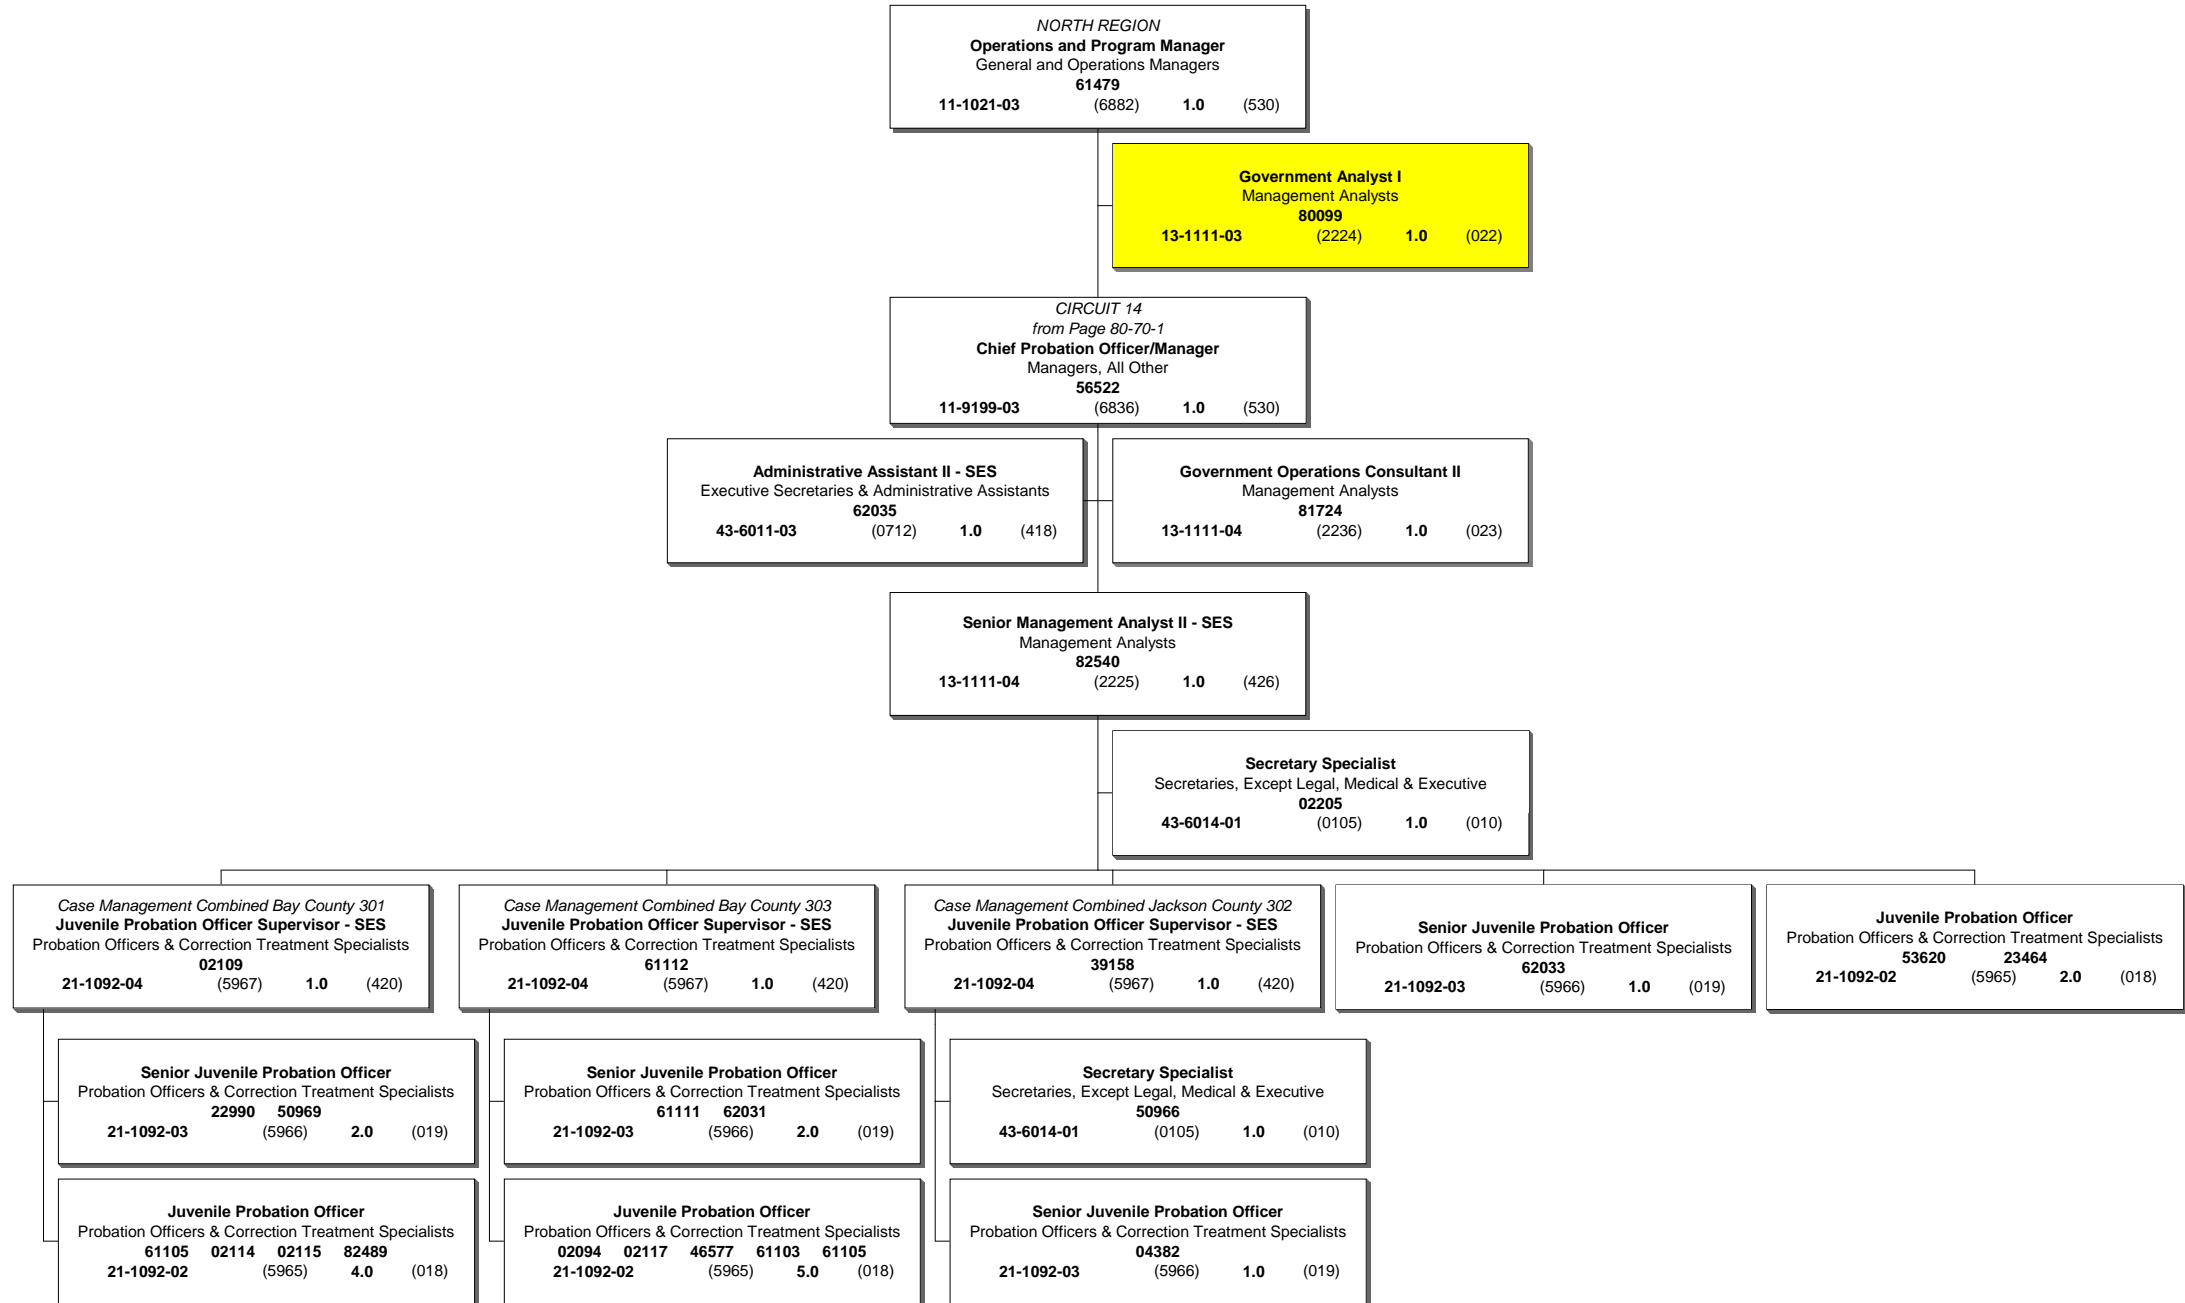 NORTH REGION
Operations and Program Manager
General and Operations Managers
61479
11-1021-03 (6882) 1.0 (530)
Government Analyst I
Management Analysts
80099
13-1111-03 (2224) 1.0 (022)
CIRCUIT 14
from Page 80-70-1
Chief Probation Officer/Manager
Managers, All Other
56522
11-9199-03 (6836) 1.0 (530)
Administrative Assistant II - SES
Executive Secretaries & Administrative Assistants
62035
43-6011-03 (0712) 1.0 (418)
Government Operations Consultant II
Management Analysts
81724
13-1111-04 (2236) 1.0 (023)
Senior Management Analyst II - SES
Management Analysts
82540
13-1111-04 (2225) 1.0 (426)
Secretary Specialist
Secretaries, Except Legal, Medical & Executive
02205
43-6014-01 (0105) 1.0 (010)
Case Management Combined Bay County 301
Juvenile Probation Officer Supervisor - SES
Probation Officers & Correction Treatment Specialists
02109
21-1092-04 (5967) 1.0 (420)
Case Management Combined Bay County 303
Juvenile Probation Officer Supervisor - SES
Probation Officers & Correction Treatment Specialists
61112
21-1092-04 (5967) 1.0 (420)
Case Management Combined Jackson County 302
Juvenile Probation Officer Supervisor - SES
Probation Officers & Correction Treatment Specialists
39158
21-1092-04 (5967) 1.0 (420)
Senior Juvenile Probation Officer
Probation Officers & Correction Treatment Specialists
62033
21-1092-03 (5966) 1.0 (019)
Juvenile Probation Officer
Probation Officers & Correction Treatment Specialists
53620 23464
21-1092-02 (5965) 2.0 (018)
Senior Juvenile Probation Officer
Probation Officers & Correction Treatment Specialists
22990 50969
21-1092-03 (5966) 2.0 (019)
Senior Juvenile Probation Officer
Probation Officers & Correction Treatment Specialists
61111 62031
21-1092-03 (5966) 2.0 (019)
Secretary Specialist
Secretaries, Except Legal, Medical & Executive
50966
43-6014-01 (0105) 1.0 (010)
Juvenile Probation Officer
Probation Officers & Correction Treatment Specialists
61105 02114 02115 82489
21-1092-02 (5965) 4.0 (018)
Juvenile Probation Officer
Probation Officers & Correction Treatment Specialists
02094 02117 46577 61103 61105
21-1092-02 (5965) 5.0 (018)
Senior Juvenile Probation Officer
Probation Officers & Correction Treatment Specialists
04382
21-1092-03 (5966) 1.0 (019)